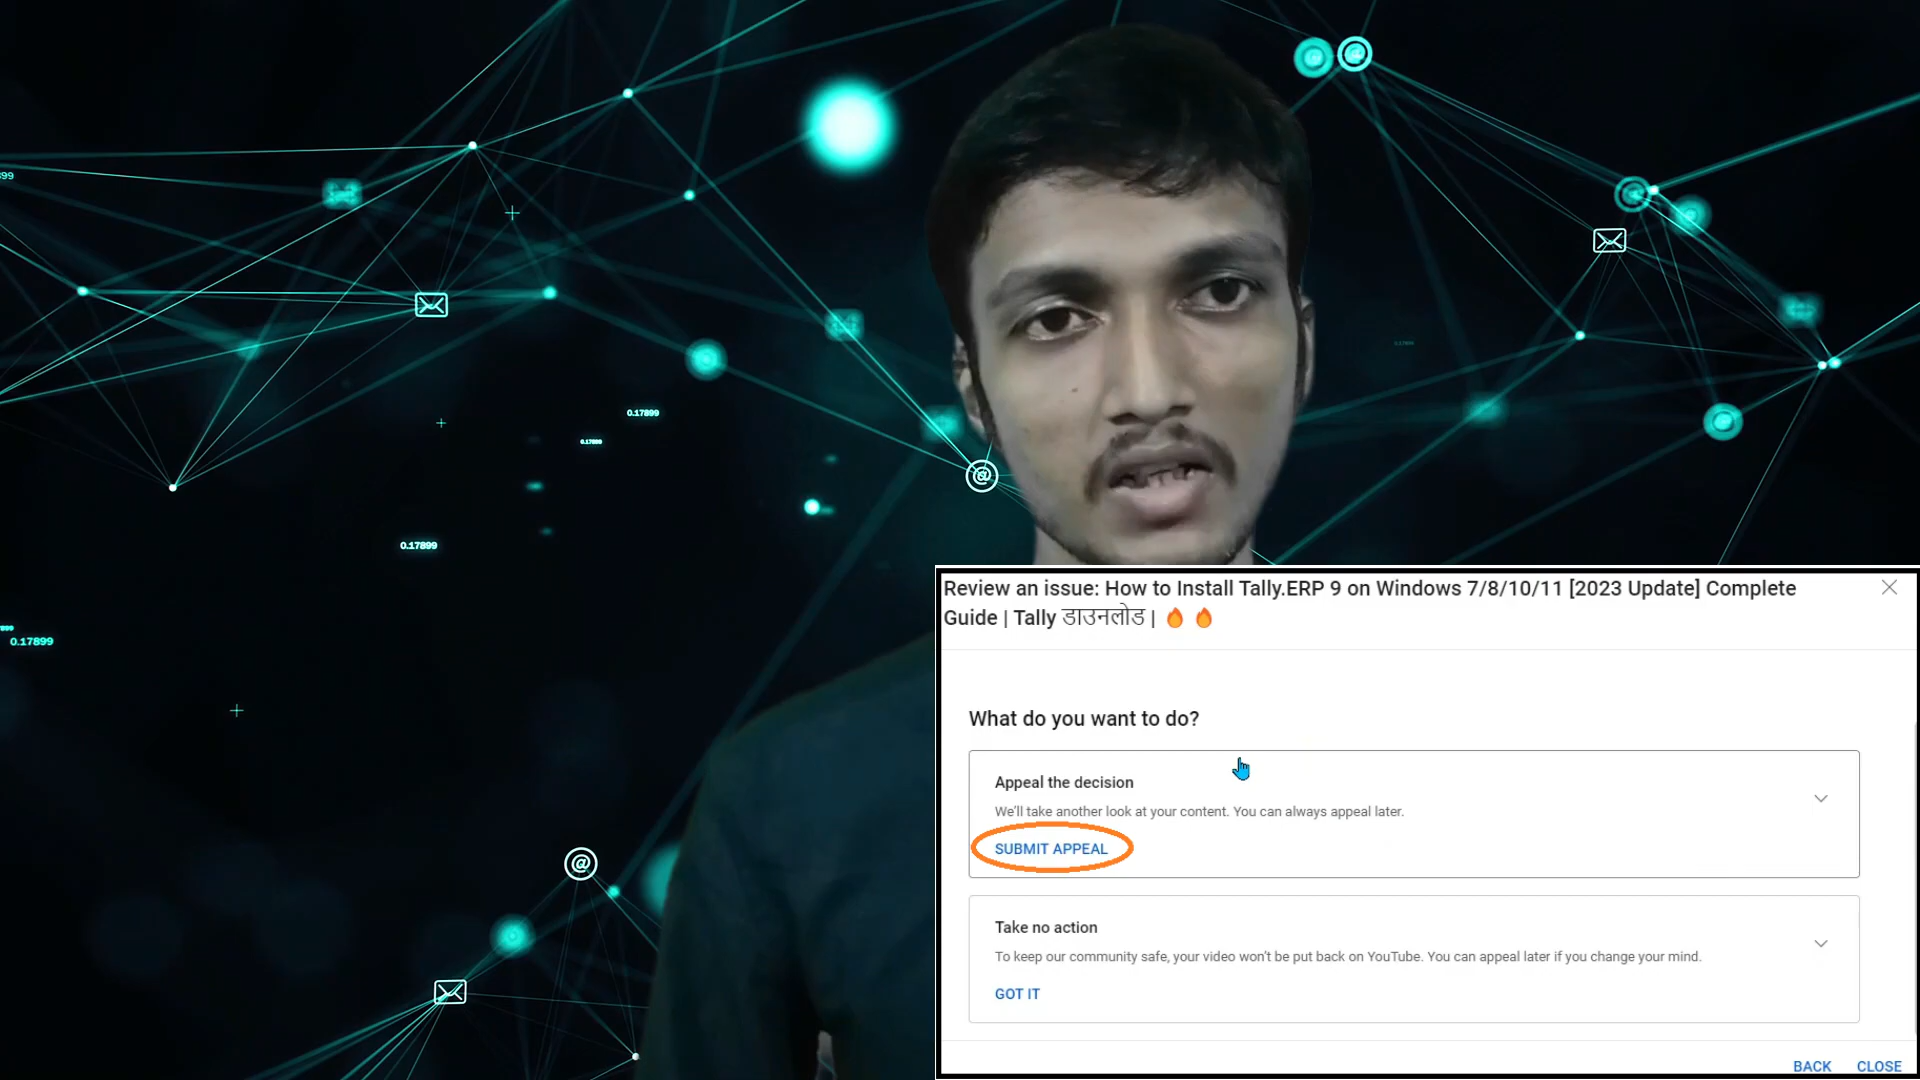 99
0.17899
0.17899
0.17899
899
0.17899
Review an issue: How to Install Tally.ERP 9 on Windows 7/8/10/11 [2023 Update] Complete
Guide | Tally डाउनलोड | 🔥 🔥
What do you want to do?
Appeal the decision
We'll take another look at your content. You can always appeal later.
SUBMIT APPEAL
Take no action
To keep our community safe, your video won't be put back on YouTube. You can appeal later if you change your mind.
GOT IT
BACK CLOSE